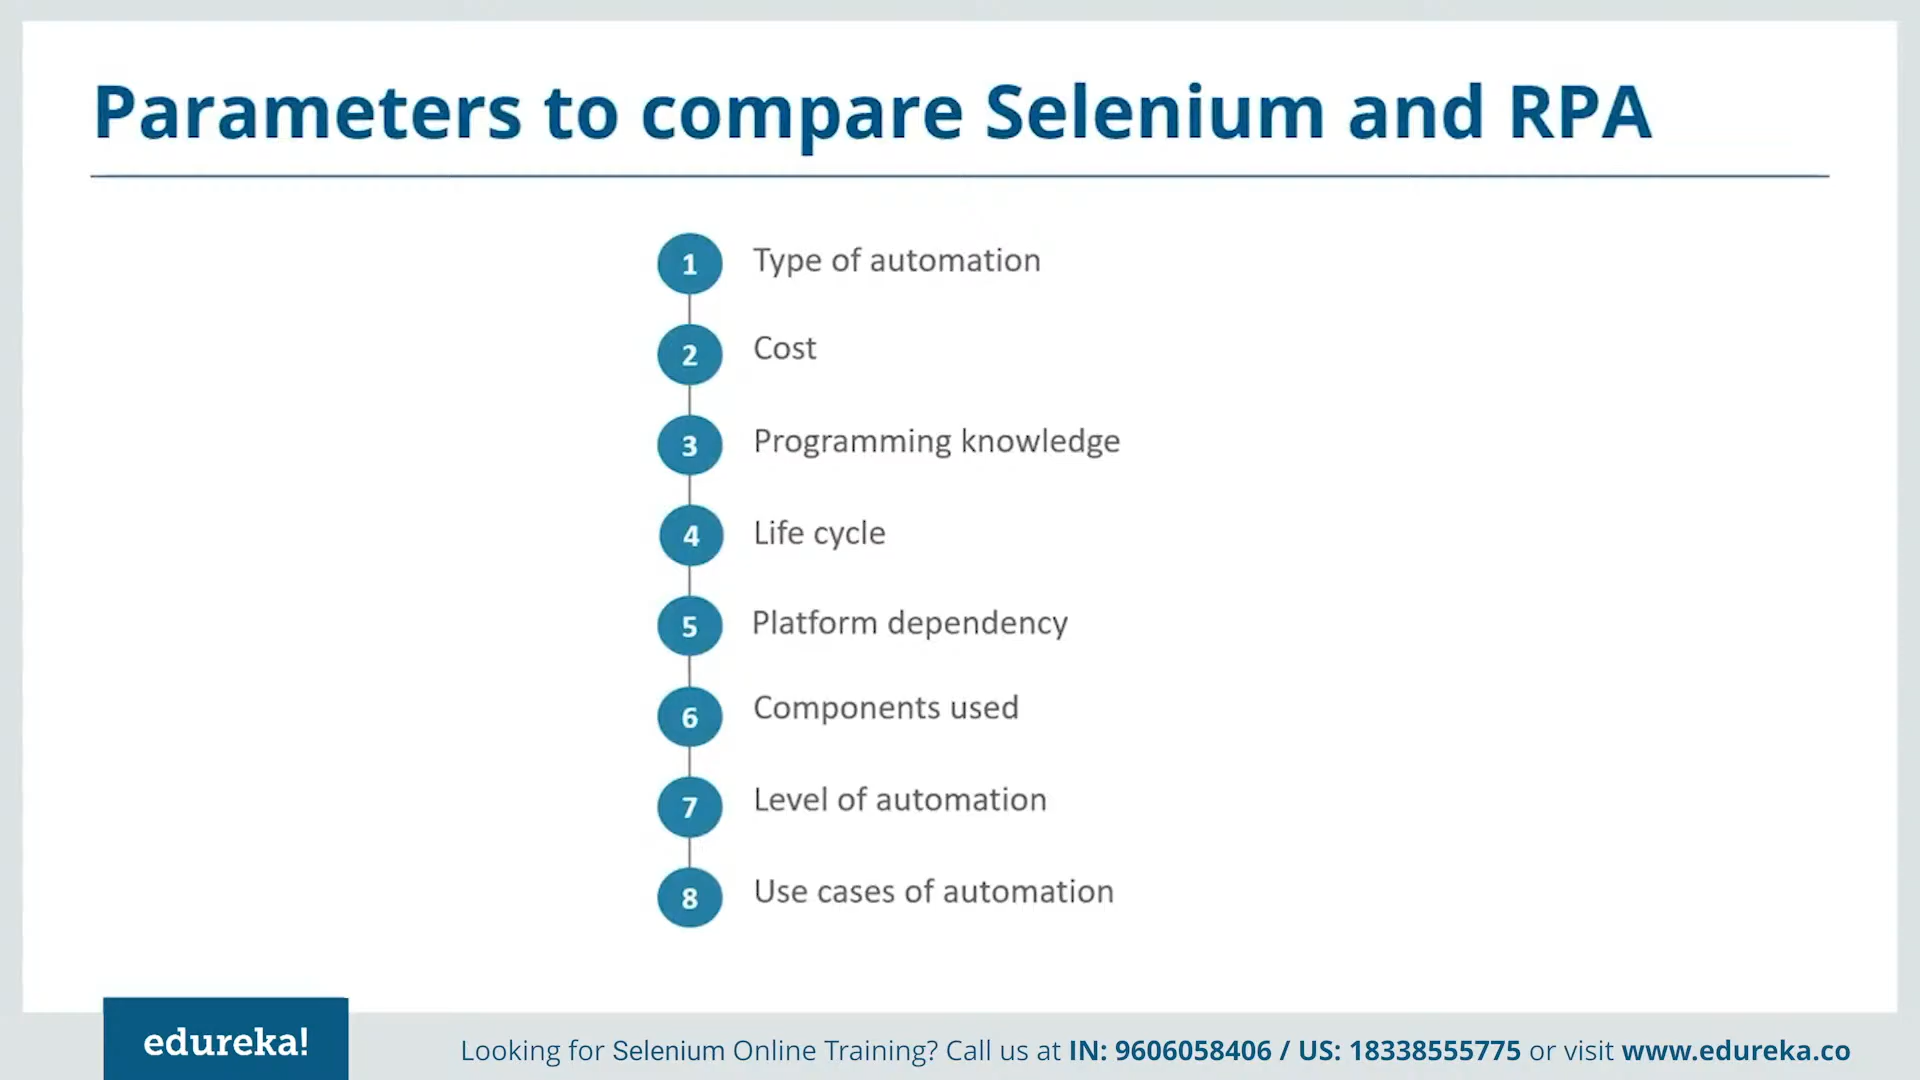 Parameters to compare Selenium and RPA
1 Type of automation
2 Cost
3 Programming knowledge
4 Life cycle
5 Platform dependency
6 Components used
7 Level of automation
8 Use cases of automation
edureka!
Looking for Selenium Online Training? Call us at IN: 9606058406 / US: 18338555775 or visit www.edureka.co